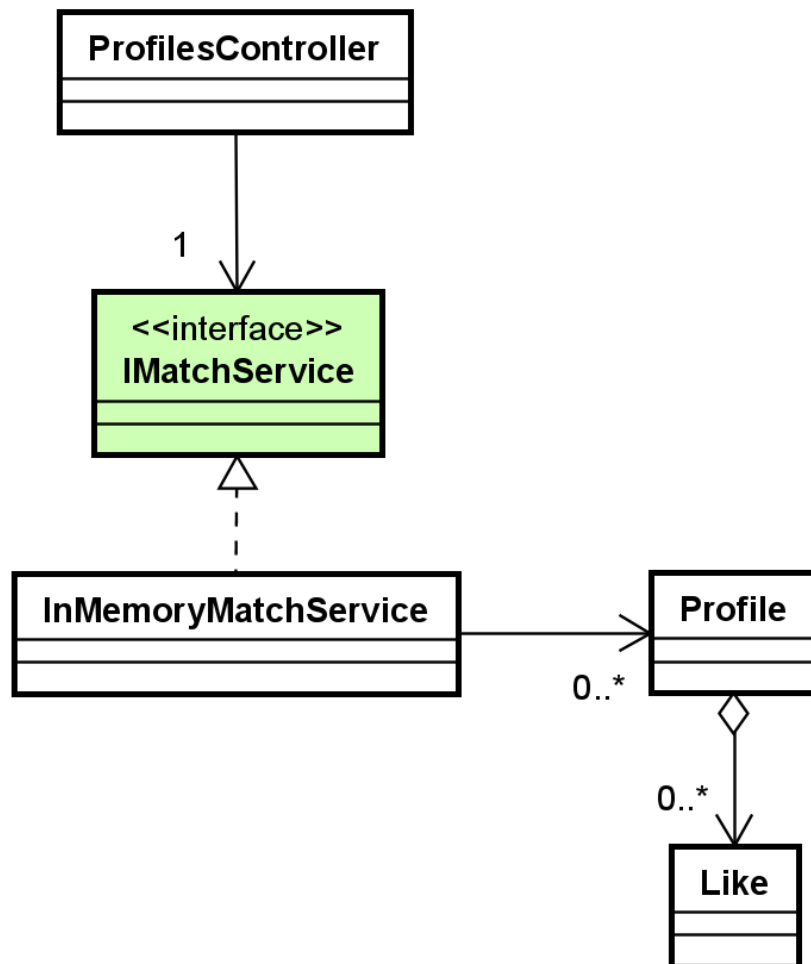 ProfilesController
1
<<interface>>
IMatchService
InMemoryMatchService
Profile
0..*
0..*
Like